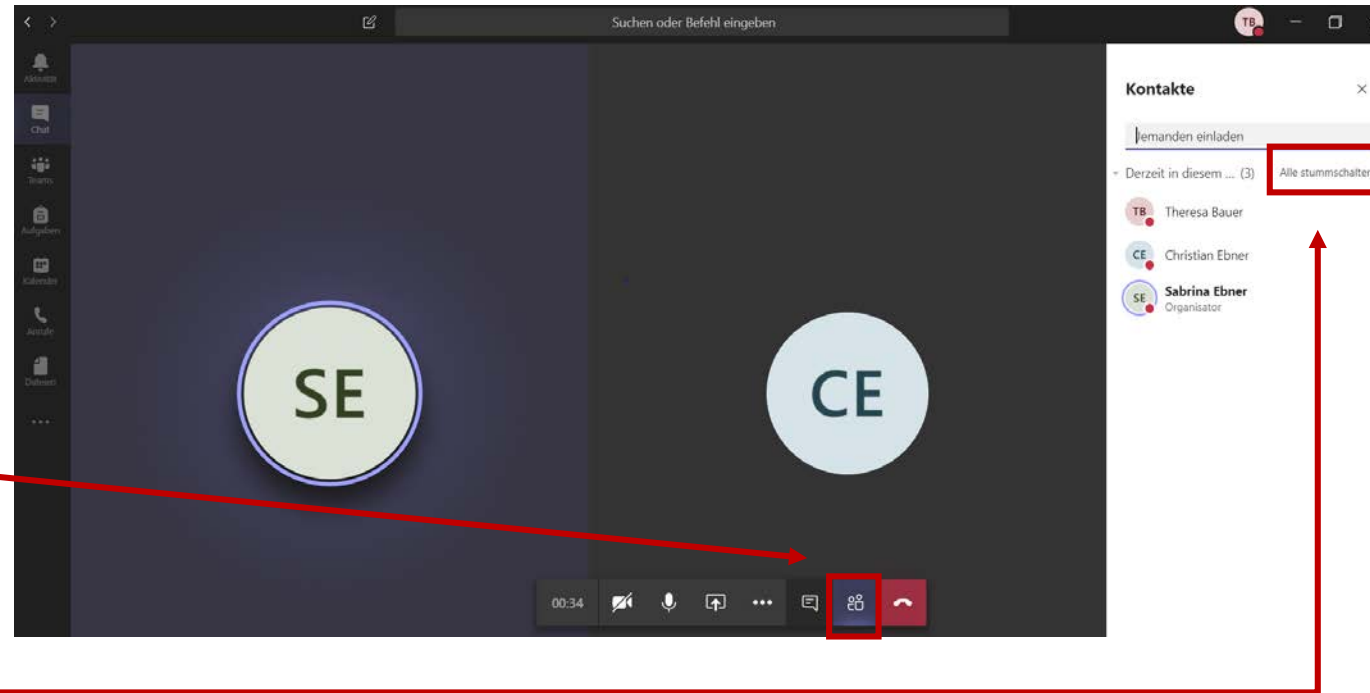 Suchen oder Befehl eingeben
TB
Aktivität
Chat
Teams
Aufgaben
Kalender
Anrufe
Dateien
SE
CE
00:34
Kontakte
Jemanden einladen
Derzeit in diesem ... (3) Alle stummschalten
TB Theresa Bauer
CE Christian Ebner
SE Sabrina Ebner
Organisator